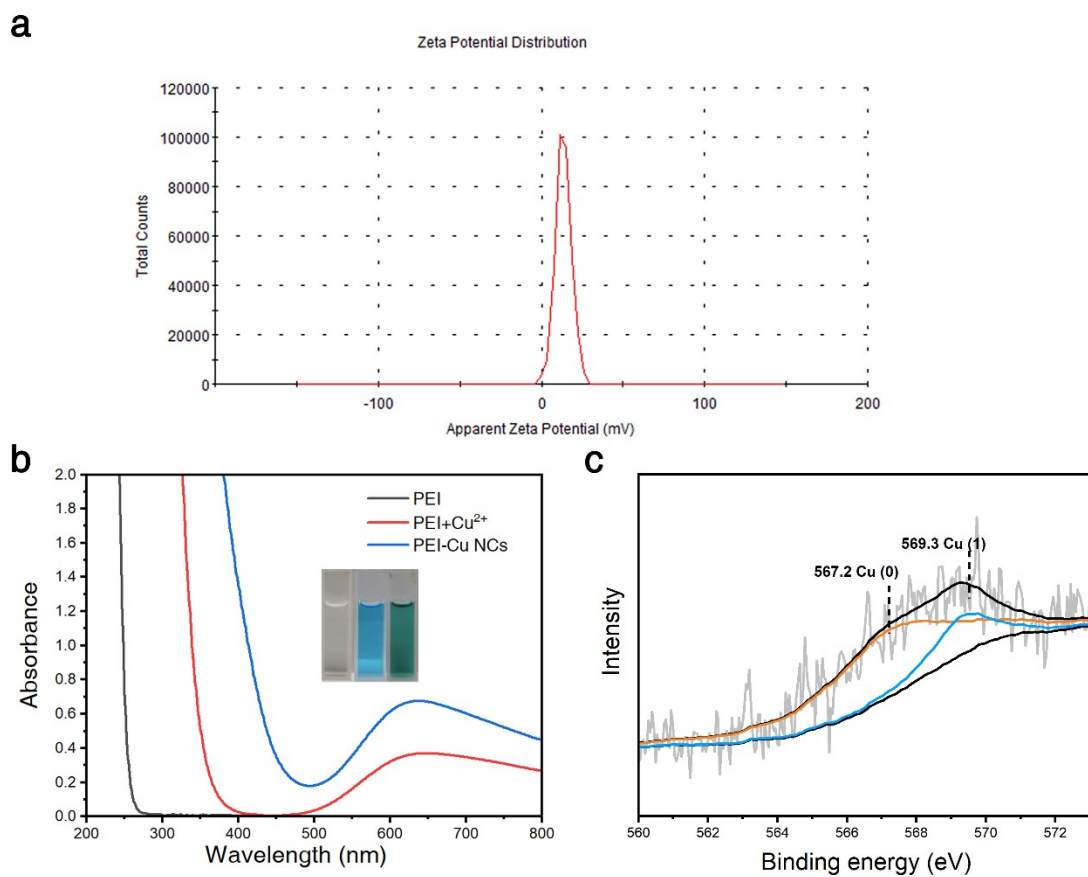 a
Zeta Potential Distribution
120000
100000
80000
60000
40000
20000
0
-100 0 100 200
Total Counts
Apparent Zeta Potential (mV)
b
2.0
1.8
1.6
1.4
1.2
1.0
0.8
0.6
0.4
0.2
0.0
200 300 400 500 600 700 800
Absorbance
Wavelength (nm)
PEI
PEI+Cu²⁺
PEI-Cu NCs
c
569.3 Cu (1)
567.2 Cu (0)
Intensity
560 562 564 566 568 570 572
Binding energy (eV)